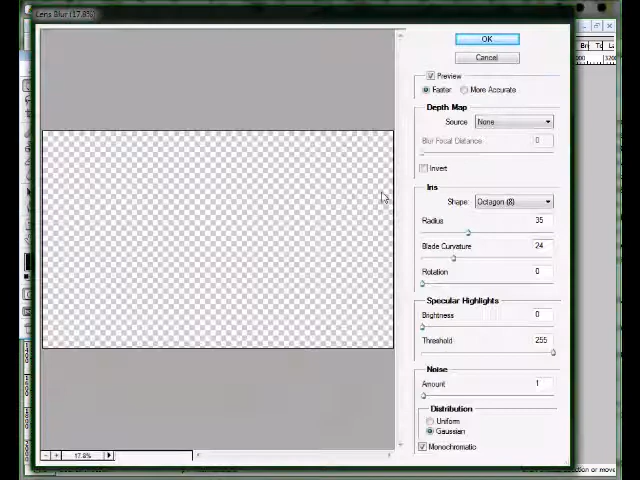 Lens Blur (17.8%)
OK
Cancel
Preview
Faster
More Accurate
Depth Map
Source: None
Blur Focal Distance 0
Invert
Iris
Shape: Octagon (8)
Radius 35
Blade Curvature 24
Rotation 0
Specular Highlights
Brightness 0
Threshold 255
Noise
Amount 1
Distribution
Uniform
Gaussian
Monochromatic
17.8%